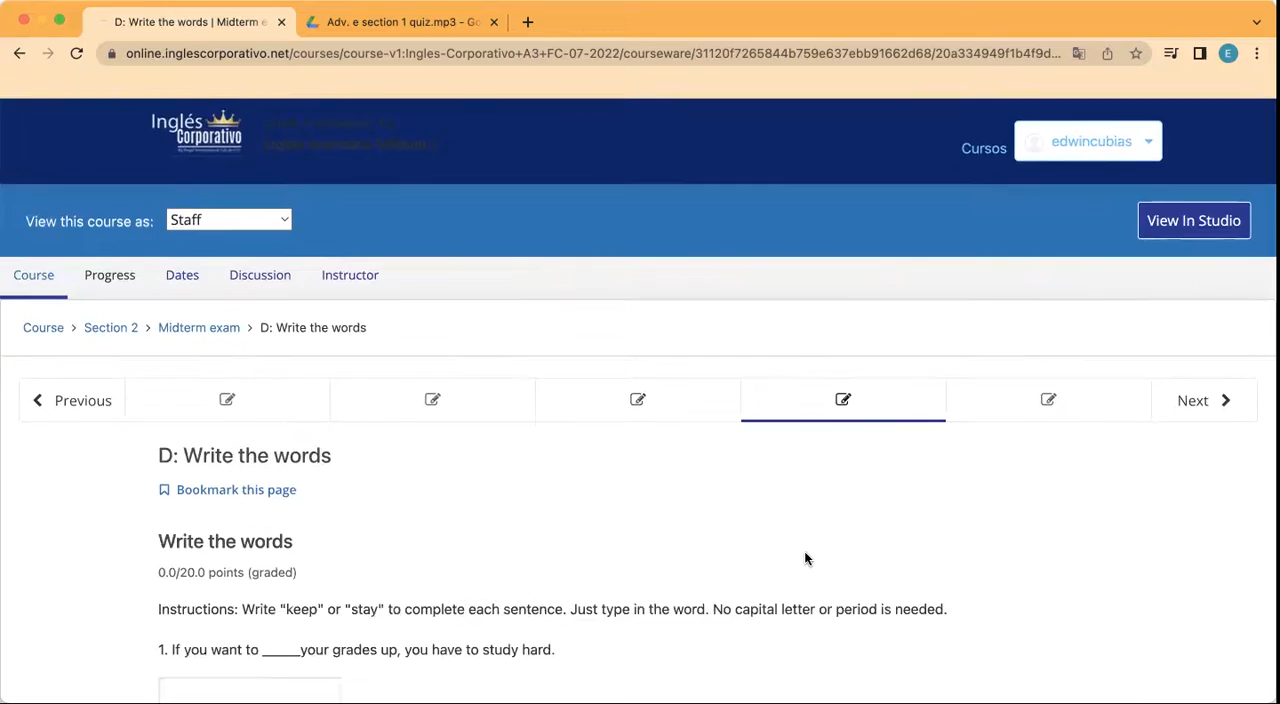 D: Write the words | Midterm e
Adv. e section 1 quiz.mp3 - Go
online.inglescorporativo.net/courses/course-v1:Ingles-Corporativo+A3+FC-07-2022/courseware/31120f7265844b759e637ebb91662d68/20a334949f1b4f9d...
E
Inglés
Corporativo
Cursos
edwincubias
View this course as:
Staff
View In Studio
Course
Progress
Dates
Discussion
Instructor
Course > Section 2 > Midterm exam > D: Write the words
Previous
Next
D: Write the words
Bookmark this page
Write the words
0.0/20.0 points (graded)
Instructions: Write "keep" or "stay" to complete each sentence. Just type in the word. No capital letter or period is needed.
1. If you want to _____your grades up, you have to study hard.